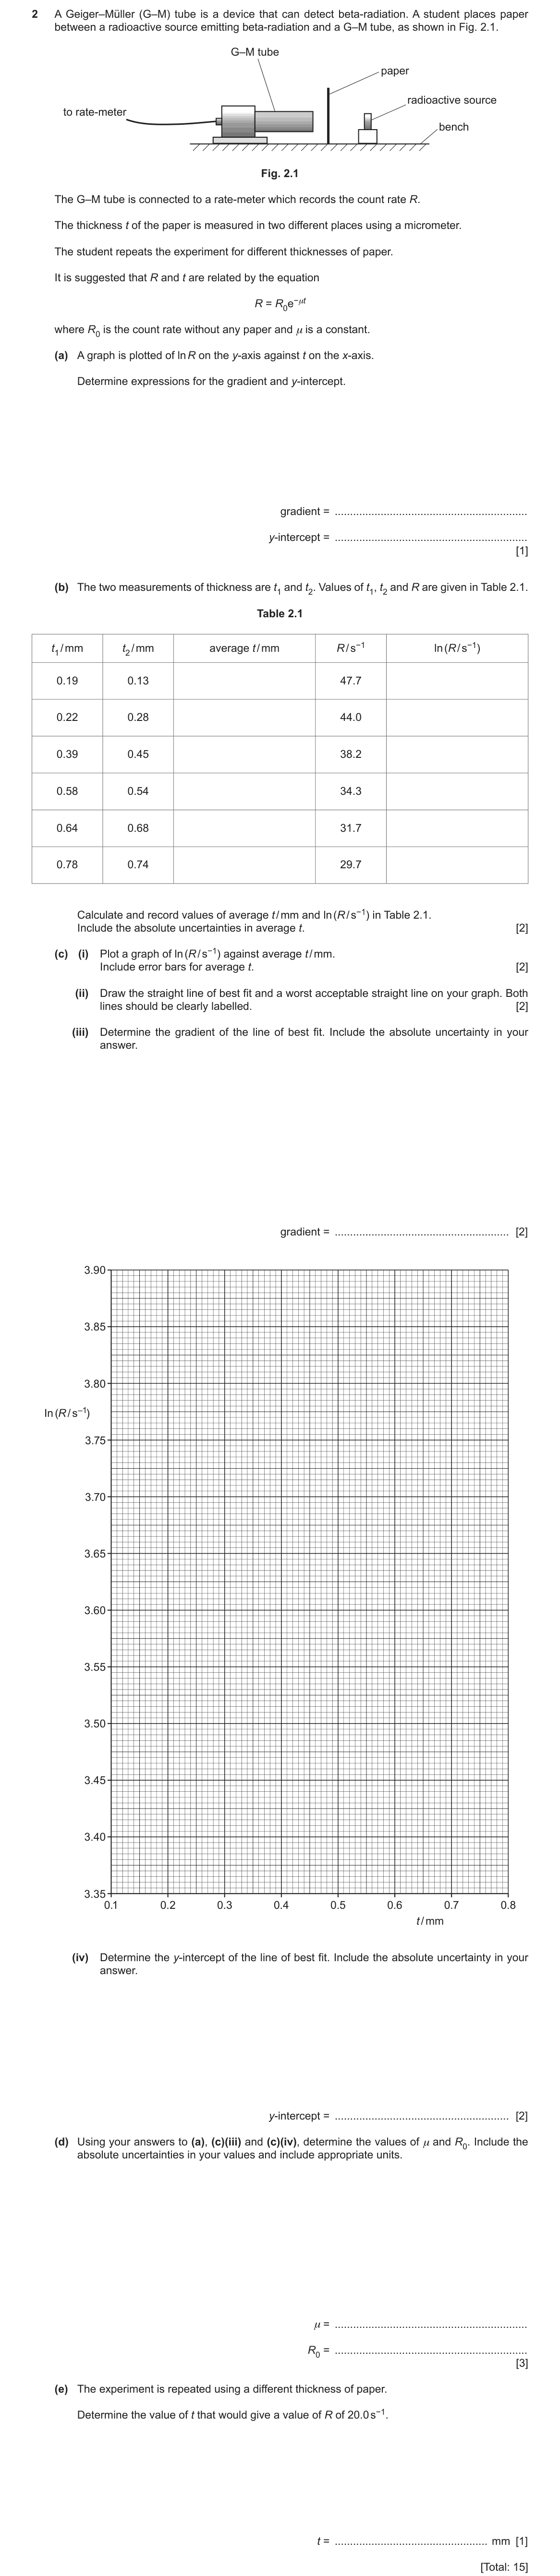 2 A Geiger–Müller (G–M) tube is a device that can detect beta-radiation. A student places paper
between a radioactive source emitting beta-radiation and a G–M tube, as shown in Fig. 2.1.
G–M tube
paper
radioactive source
to rate-meter
bench
Fig. 2.1
The G–M tube is connected to a rate-meter which records the count rate R.
The thickness t of the paper is measured in two different places using a micrometer.
The student repeats the experiment for different thicknesses of paper.
It is suggested that R and t are related by the equation
R = R₀e^{–μt}
where R₀ is the count rate without any paper and μ is a constant.
(a) A graph is plotted of ln R on the y-axis against t on the x-axis.
Determine expressions for the gradient and y-intercept.
gradient = ...............................................................
y-intercept = ...............................................................
[1]
(b) The two measurements of thickness are t₁ and t₂. Values of t₁, t₂ and R are given in Table 2.1.
Table 2.1
t₁/mm t₂/mm average t/mm R/s⁻¹ ln (R/s⁻¹)
0.19 0.13 47.7
0.22 0.28 44.0
0.39 0.45 38.2
0.58 0.54 34.3
0.64 0.68 31.7
0.78 0.74 29.7
Calculate and record values of average t/mm and ln (R/s⁻¹) in Table 2.1.
Include the absolute uncertainties in average t. [2]
(c) (i) Plot a graph of ln (R/s⁻¹) against average t/mm.
Include error bars for average t. [2]
(ii) Draw the straight line of best fit and a worst acceptable straight line on your graph. Both
lines should be clearly labelled. [2]
(iii) Determine the gradient of the line of best fit. Include the absolute uncertainty in your
answer.
gradient = ......................................................... [2]
3.90
3.85
3.80
ln (R/s⁻¹)
3.75
3.70
3.65
3.60
3.55
3.50
3.45
3.40
3.35
0.1 0.2 0.3 0.4 0.5 0.6 0.7 0.8
t/mm
(iv) Determine the y-intercept of the line of best fit. Include the absolute uncertainty in your
answer.
y-intercept = ......................................................... [2]
(d) Using your answers to (a), (c)(iii) and (c)(iv), determine the values of μ and R₀. Include the
absolute uncertainties in your values and include appropriate units.
μ = ...............................................................
R₀ = ...............................................................
[3]
(e) The experiment is repeated using a different thickness of paper.
Determine the value of t that would give a value of R of 20.0 s⁻¹.
t = .................................................. mm [1]
[Total: 15]